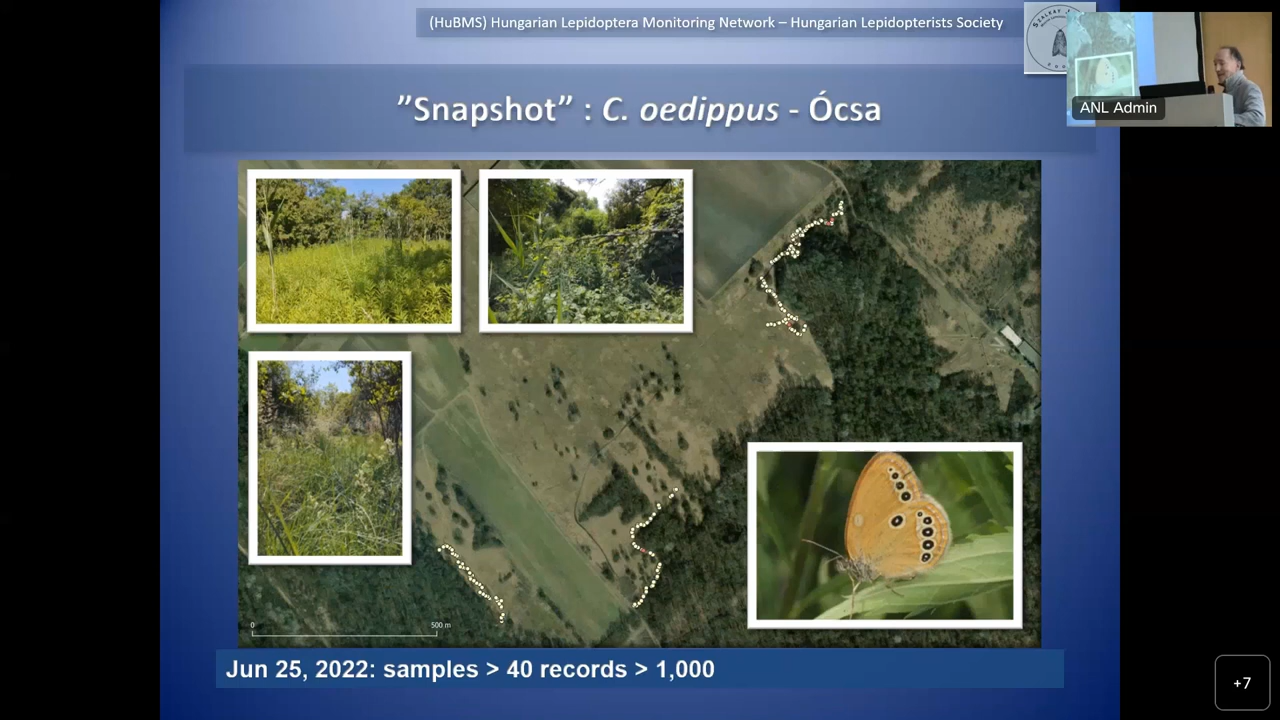 (HuBMS) Hungarian Lepidoptera Monitoring Network – Hungarian Lepidopterists Society
ANL Admin
”Snapshot” : C. oedippus - Ócsa
0 500 m
Jun 25, 2022: samples > 40 records > 1,000
+7